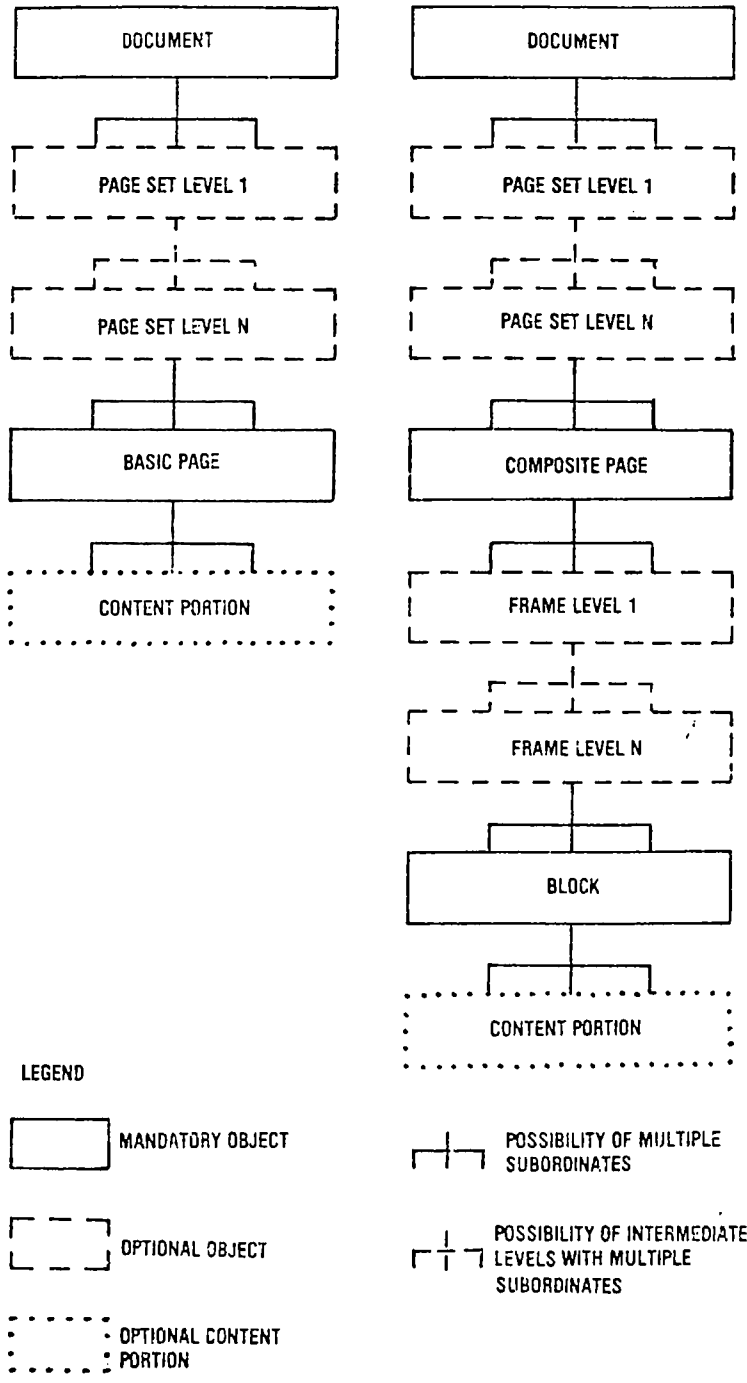 DOCUMENT
PAGE SET LEVEL 1
PAGE SET LEVEL N
BASIC PAGE
CONTENT PORTION
DOCUMENT
PAGE SET LEVEL 1
PAGE SET LEVEL N
COMPOSITE PAGE
FRAME LEVEL 1
FRAME LEVEL N
BLOCK
CONTENT PORTION
LEGEND
MANDATORY OBJECT
OPTIONAL OBJECT
OPTIONAL CONTENT
PORTION
POSSIBILITY OF MULTIPLE
SUBORDINATES
POSSIBILITY OF INTERMEDIATE
LEVELS WITH MULTIPLE
SUBORDINATES